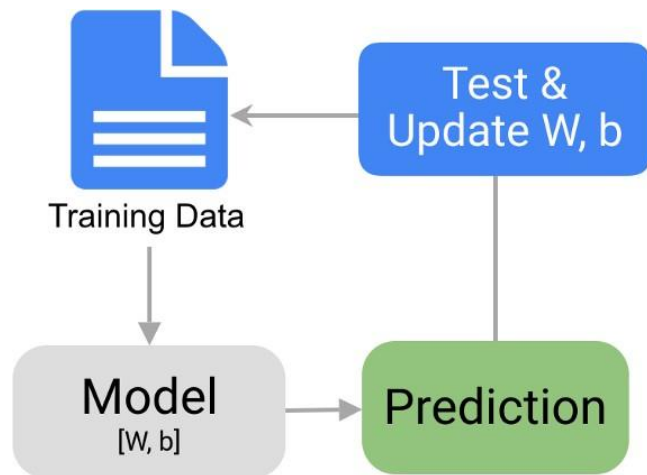 Test &
Update W, b
Training Data
Model
[W, b]
Prediction